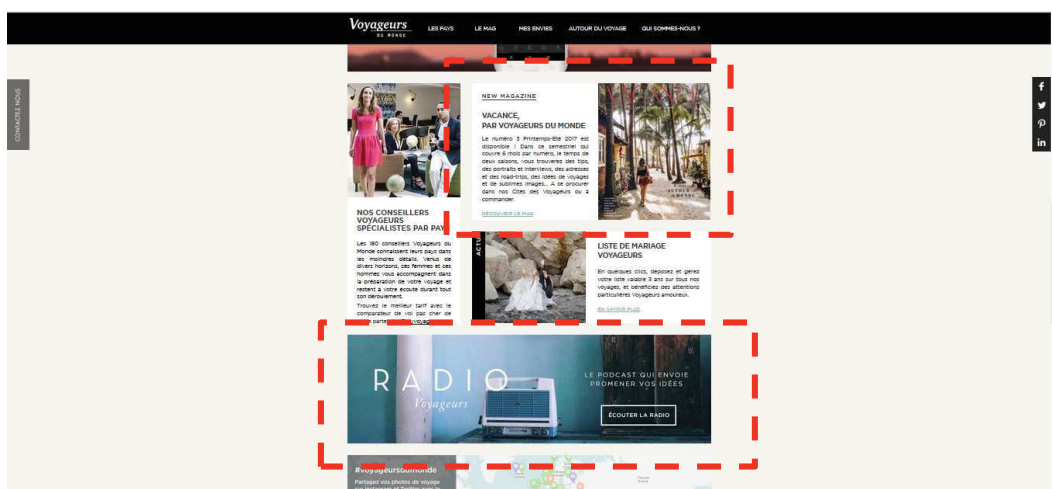 Voyageurs
DU MONDE
LES PAYS
LE MAG
MES ENVIES
AUTOUR DU VOYAGE
QUI SOMMES-NOUS ?
CONTACTEZ NOUS
NEW MAGAZINE
VACANCE,
PAR VOYAGEURS DU MONDE
Le numéro 3 Printemps-Eté 2017 est
disponible ! Dans ce semestriel qui
couvre 6 mois par numéro, le temps de
deux saisons, vous trouverez des tips,
des portraits et interviews, des adresses
et des road-trips, des idées de voyages
et de sublimes images... A se procurer
dans nos Cités des Voyageurs ou à
commander.
DÉCOUVRIR LE MAG
NOS CONSEILLERS
VOYAGEURS
SPÉCIALISTES PAR PAY
Les 180 conseillers Voyageurs du
Monde connaissent leurs pays dans
les moindres détails. Venus de
divers horizons, ces femmes et ces
hommes vous accompagnent dans
la préparation de votre voyage et
restent à votre écoute durant tout
son déroulement.
Trouvez le meilleur tarif avec le
comparateur de vol pas cher de
ACTU
LISTE DE MARIAGE
VOYAGEURS
En quelques clics, déposez et gérez
votre liste valable 3 ans sur tous nos
voyages, et bénéficiez des attentions
particulières Voyageurs amoureux.
EN SAVOIR PLUS
RADIO
Voyageurs
LE PODCAST QUI ENVOIE
PROMENER VOS IDÉES
ÉCOUTER LA RADIO
#voyageursdumonde
Partagez vos photos de voyage